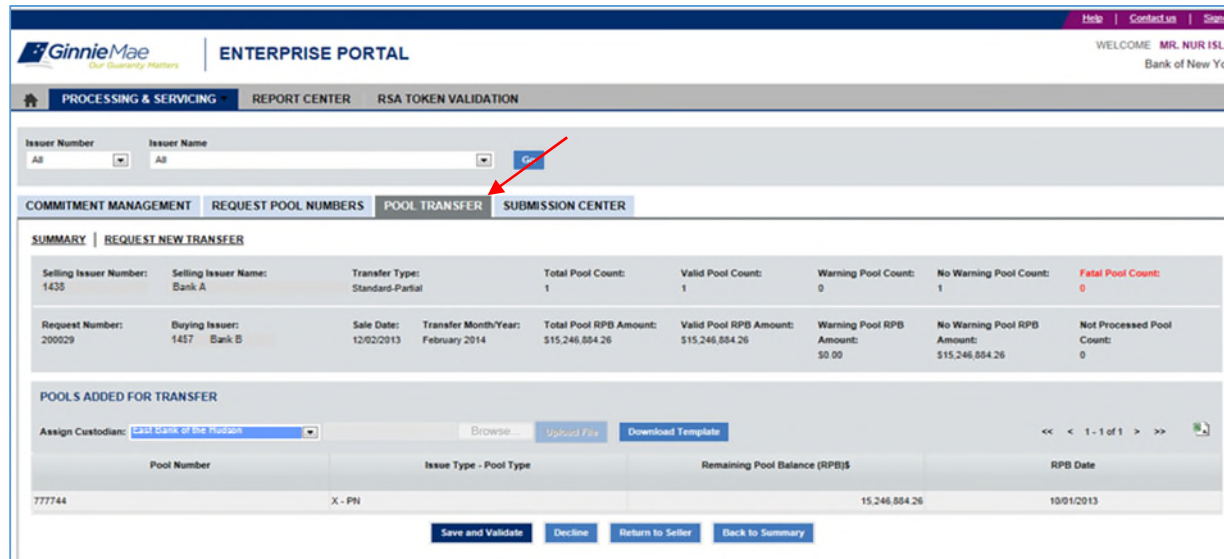 Help | Contact us | Sign
GinnieMae
Our Guaranty Matters
ENTERPRISE PORTAL
WELCOME MR. NUR ISL
Bank of New Yo
PROCESSING & SERVICING REPORT CENTER RSA TOKEN VALIDATION
Issuer Number Issuer Name
All All Go
COMMITMENT MANAGEMENT REQUEST POOL NUMBERS POOL TRANSFER SUBMISSION CENTER
SUMMARY | REQUEST NEW TRANSFER
Selling Issuer Number: Selling Issuer Name: Transfer Type: Total Pool Count: Valid Pool Count: Warning Pool Count: No Warning Pool Count: Fatal Pool Count:
1438 Bank A Standard-Partial 1 1 0 1 0
Request Number: Buying Issuer: Sale Date: Transfer Month/Year: Total Pool RPB Amount: Valid Pool RPB Amount: Warning Pool RPB No Warning Pool RPB Not Processed Pool
200029 1457 Bank B 12/02/2013 February 2014 $15,246,884.26 $15,246,884.26 Amount: Amount: Count:
$0.00 $15,246,884.26 0
POOLS ADDED FOR TRANSFER
Assign Custodian: East Bank of the Hudson Browse... Upload File Download Template << < 1 - 1 of 1 > >>
Pool Number Issue Type - Pool Type Remaining Pool Balance (RPB)$ RPB Date
777744 X - PN 15,246,884.26 10/01/2013
Save and Validate Decline Return to Seller Back to Summary